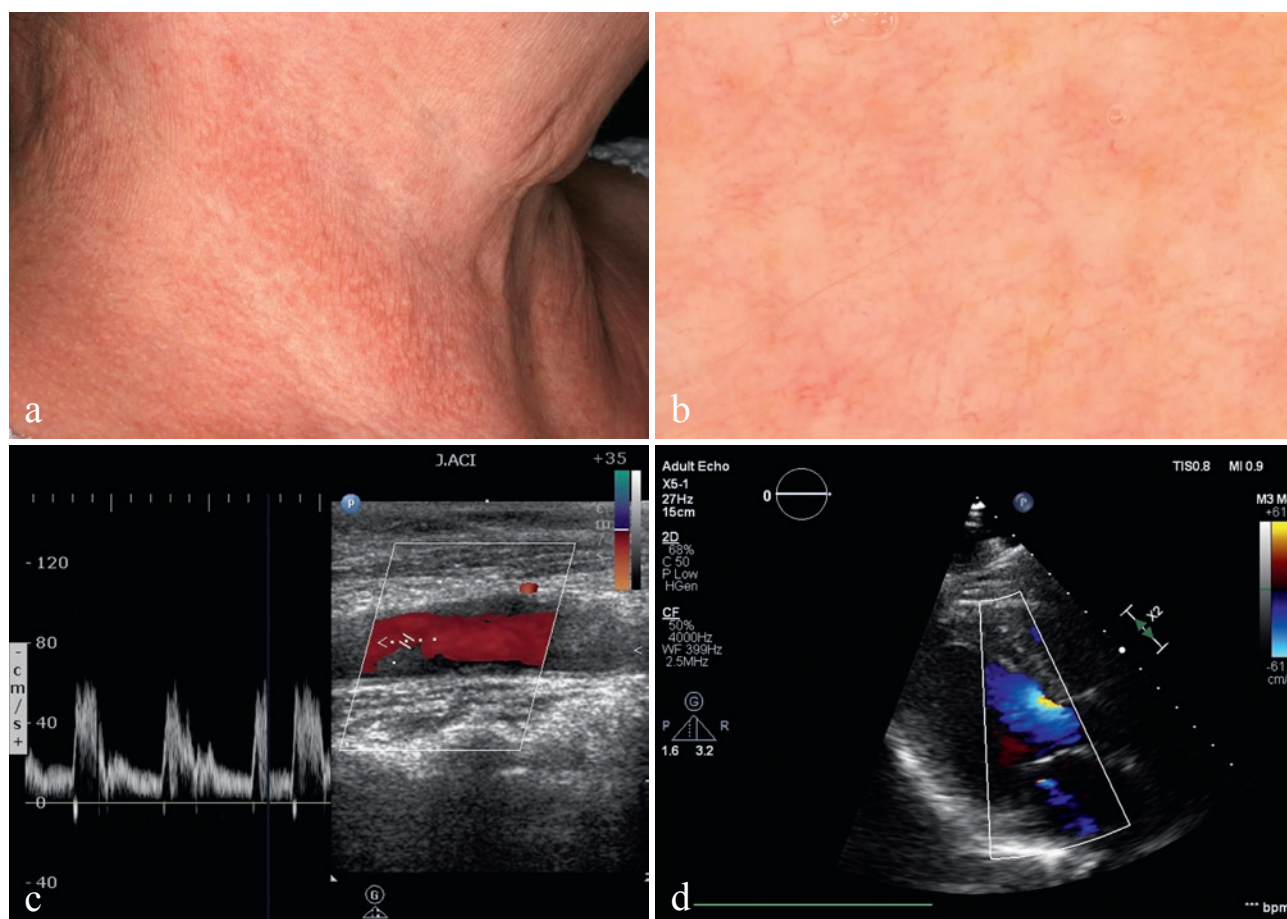 a
b
J.ACI
+35
- 120
- 80
- 40
- 0
- 40
- cm/s +
P
G
c
Adult Echo
X5-1
27Hz
15cm
2D
68%
C 50
P Low
HGen
CF
50%
4000Hz
WF 399Hz
2.5MHz
G
P R
1.6 3.2
0
P
TIS0.8 MI 0.9
+61
-61
X2
*** bpm
d